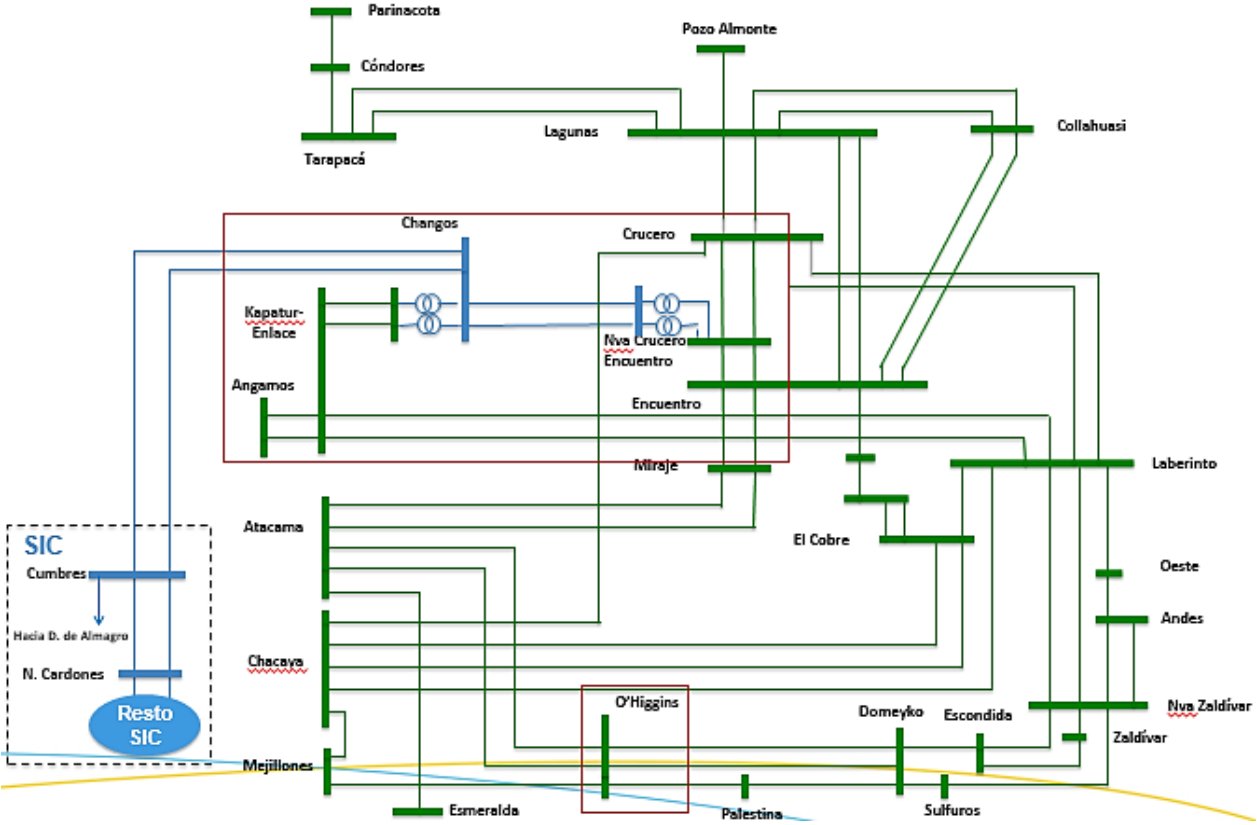 Parinacota
Pozo Almonte
Cóndores
Lagunas
Collahuasi
Tarapacá
Changos
Crucero
Kapatur-
Enlace
Nva Crucero
Encuentro
Angamos
Encuentro
Miraje
Laberinto
Atacama
El Cobre
SIC
Cumbres
Oeste
Andes
Hacia D. de Almagro
Chacaya
N. Cardones
O'Higgins
Domeyko
Escondida
Nva Zaldívar
Resto
SIC
Zaldívar
Mejillones
Esmeralda
Palestina
Sulfuros